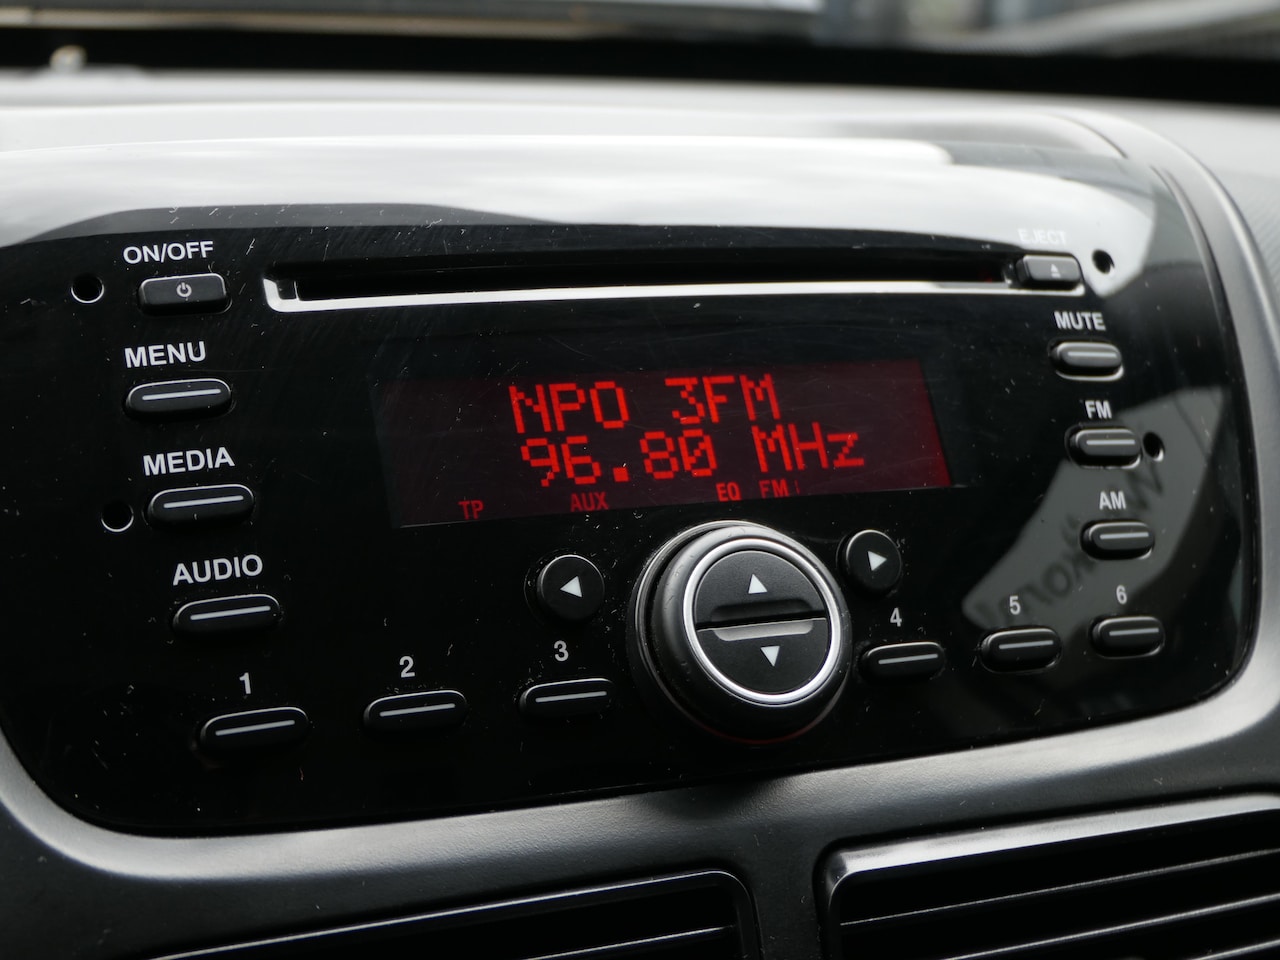 ON/OFF
EJECT
MENU
MUTE
MEDIA
FM
AUDIO
AM
NPO 3FM
96.80 MHz
TP AUX EQ FM
1 2 3 4 5 6